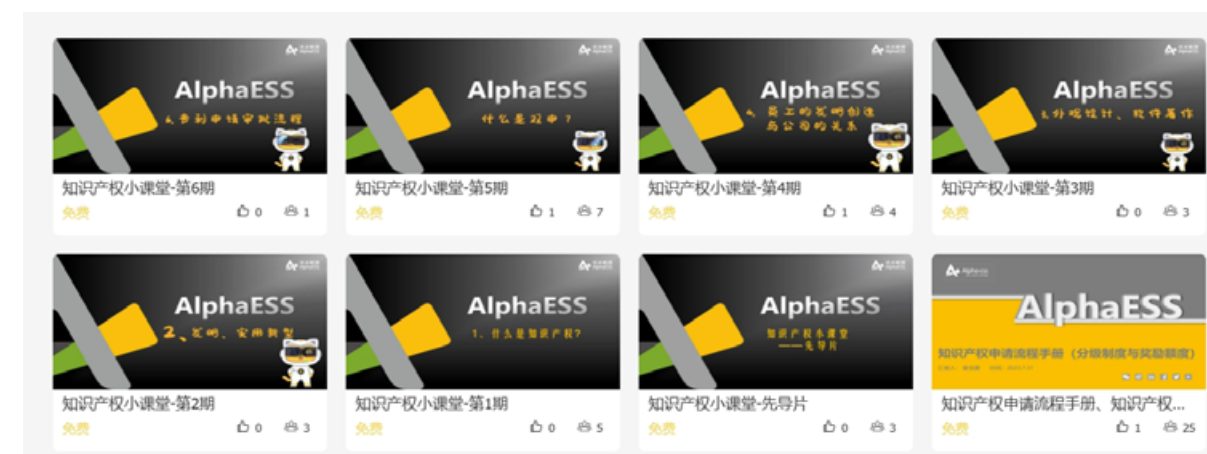 AlphaESS
6、专利申请审批流程
知识产权小课堂-第6期
免费
0 1
AlphaESS
什么是双申？
知识产权小课堂-第5期
免费
1 7
AlphaESS
4、员工的发明创造
与公司的关系
知识产权小课堂-第4期
免费
1 4
AlphaESS
3、外观设计、软件著作
知识产权小课堂-第3期
免费
0 3
AlphaESS
2、发明、实用新型
知识产权小课堂-第2期
免费
0 3
AlphaESS
1、什么是知识产权?
知识产权小课堂-第1期
免费
0 5
AlphaESS
知识产权小课堂
——先导片
知识产权小课堂-先导片
免费
0 3
AlphaESS
知识产权申请流程手册（分级制度与奖励额度）
知识产权申请流程手册、知识产权...
免费
1 25